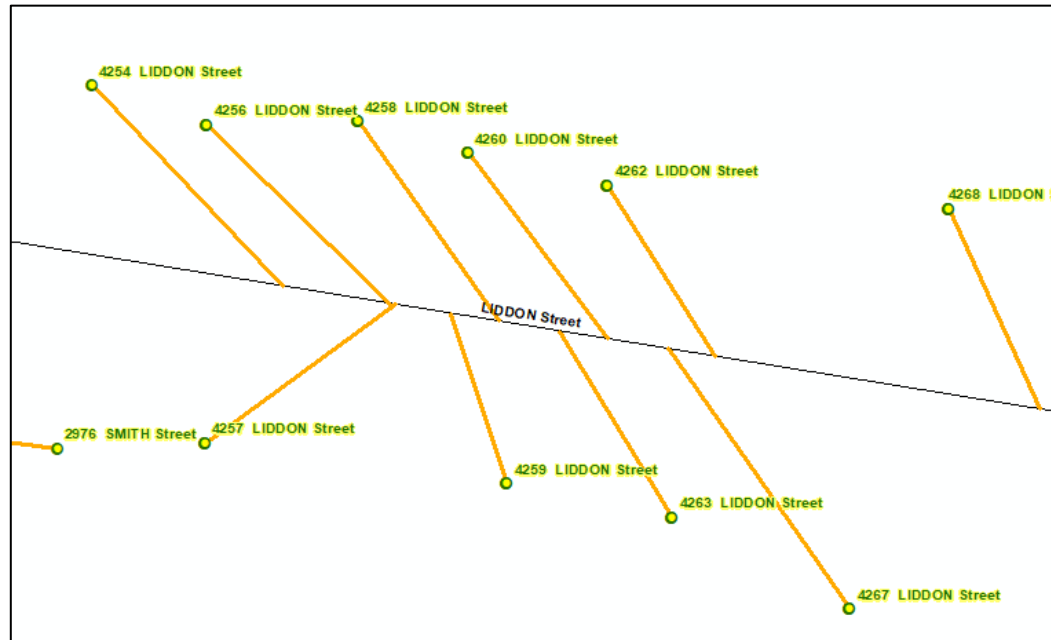 4254 LIDDON Street
4256 LIDDON Street
4258 LIDDON Street
4260 LIDDON Street
4262 LIDDON Street
4268 LIDDON
LIDDON Street
2976 SMITH Street
4257 LIDDON Street
4259 LIDDON Street
4263 LIDDON Street
4267 LIDDON Street